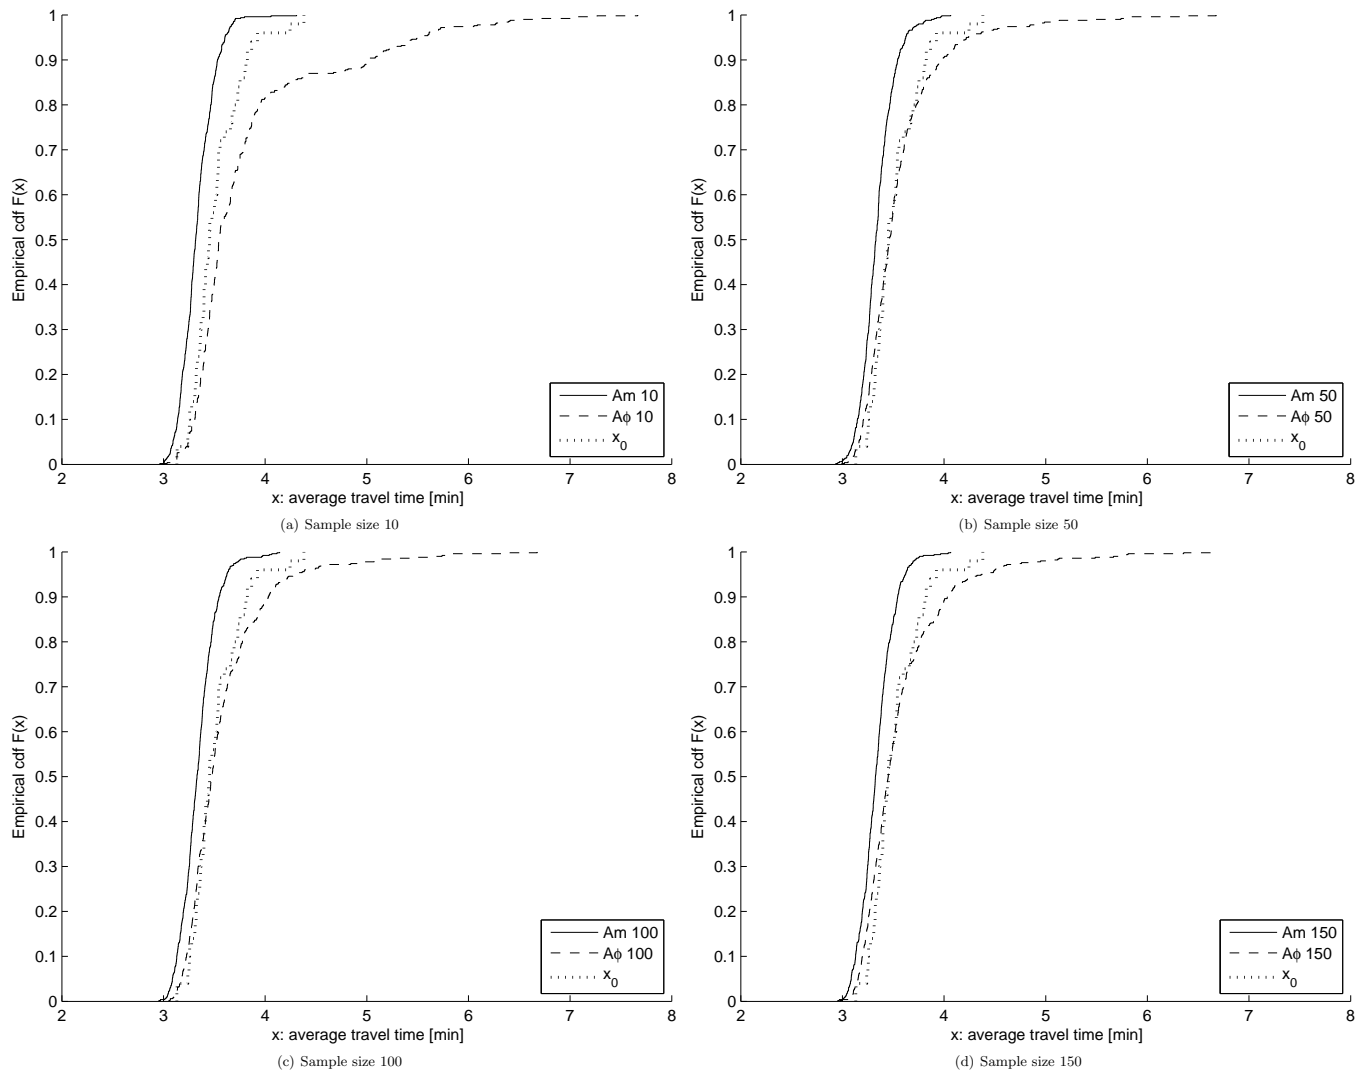 1
0.9
0.8
0.7
0.6
0.5
0.4
0.3
0.2
0.1
0
Empirical cdf F(x)
2 3 4 5 6 7 8
x: average travel time [min]
Am 10
Aϕ 10
x0
(a) Sample size 10
1
0.9
0.8
0.7
0.6
0.5
0.4
0.3
0.2
0.1
0
Empirical cdf F(x)
2 3 4 5 6 7 8
x: average travel time [min]
Am 50
Aϕ 50
x0
(b) Sample size 50
1
0.9
0.8
0.7
0.6
0.5
0.4
0.3
0.2
0.1
0
Empirical cdf F(x)
2 3 4 5 6 7 8
x: average travel time [min]
Am 100
Aϕ 100
x0
(c) Sample size 100
1
0.9
0.8
0.7
0.6
0.5
0.4
0.3
0.2
0.1
0
Empirical cdf F(x)
2 3 4 5 6 7 8
x: average travel time [min]
Am 150
Aϕ 150
x0
(d) Sample size 150